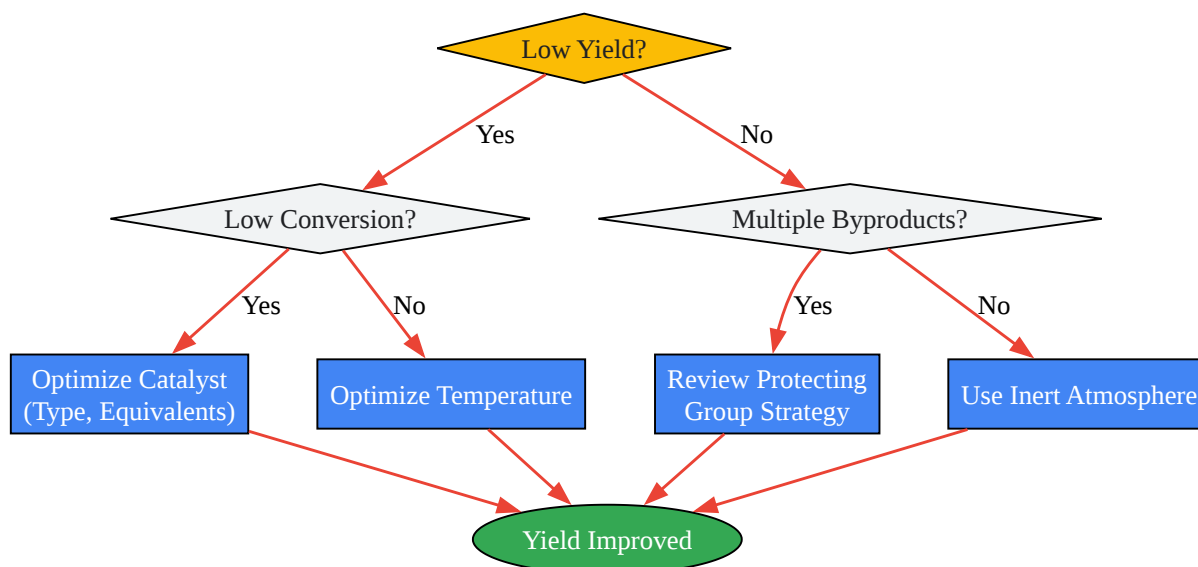 Low Yield?
Yes
No
Low Conversion?
Multiple Byproducts?
Yes
No
Yes
No
Optimize Catalyst
(Type, Equivalents)
Optimize Temperature
Review Protecting
Group Strategy
Use Inert Atmosphere
Yield Improved